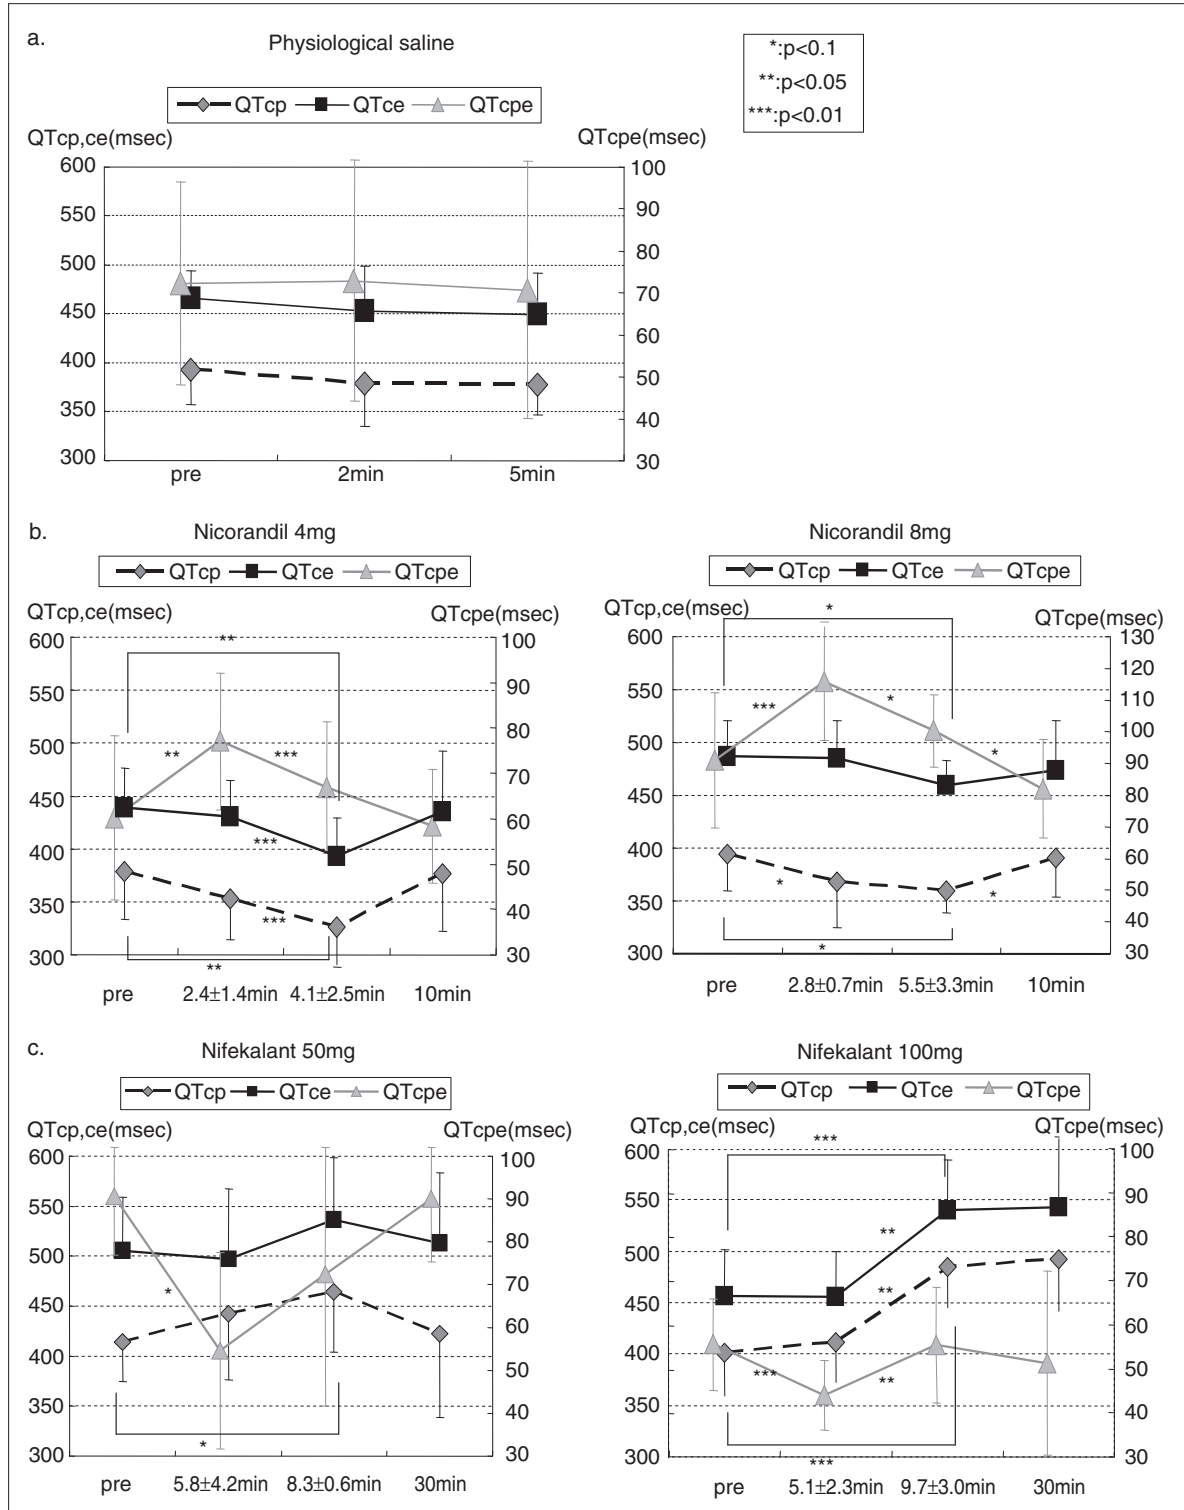 a.
Physiological saline
*:p<0.1
**:p<0.05
***:p<0.01
QTcp QTce QTcpe
QTcp,ce(msec) QTcpe(msec)
600 100
550 90
500 80
450 70
400 60
350 50
300 40
30
pre 2min 5min
b.
Nicorandil 4mg
QTcp QTce QTcpe
QTcp,ce(msec) QTcpe(msec)
600 100
550 90
500 80
450 70
400 60
350 50
300 40
30
**
** ***
***
***
**
pre 2.4±1.4min 4.1±2.5min 10min
Nicorandil 8mg
QTcp QTce QTcpe
QTcp,ce(msec) QTcpe(msec)
600 130
550 120
500 110
450 100
400 90
350 80
300 70
60
50
40
30
*
*** *
*
* *
*
pre 2.8±0.7min 5.5±3.3min 10min
c.
Nifekalant 50mg
QTcp QTce QTcpe
QTcp,ce(msec) QTcpe(msec)
600 100
550 90
500 80
450 70
400 60
350 50
300 40
30
*
*
pre 5.8±4.2min 8.3±0.6min 30min
Nifekalant 100mg
QTcp QTce QTcpe
QTcp,ce(msec) QTcpe(msec)
600 100
550 90
500 80
450 70
400 60
350 50
300 40
30
***
**
**
*** **
***
pre 5.1±2.3min 9.7±3.0min 30min